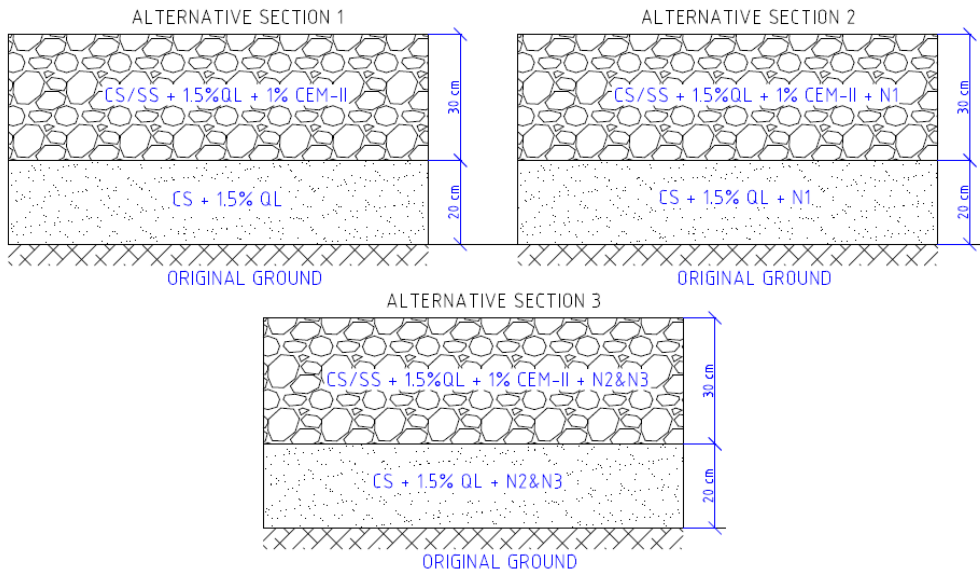 ALTERNATIVE SECTION 1
CS/SS + 1.5%QL + 1% CEM-II
30 cm
CS + 1.5% QL
20 cm
ORIGINAL GROUND
ALTERNATIVE SECTION 2
CS/SS + 1.5%QL + 1% CEM-II + N1
30 cm
CS + 1.5% QL + N1
20 cm
ORIGINAL GROUND
ALTERNATIVE SECTION 3
CS/SS + 1.5%QL + 1% CEM-II + N2&N3
30 cm
CS + 1.5% QL + N2&N3
20 cm
ORIGINAL GROUND